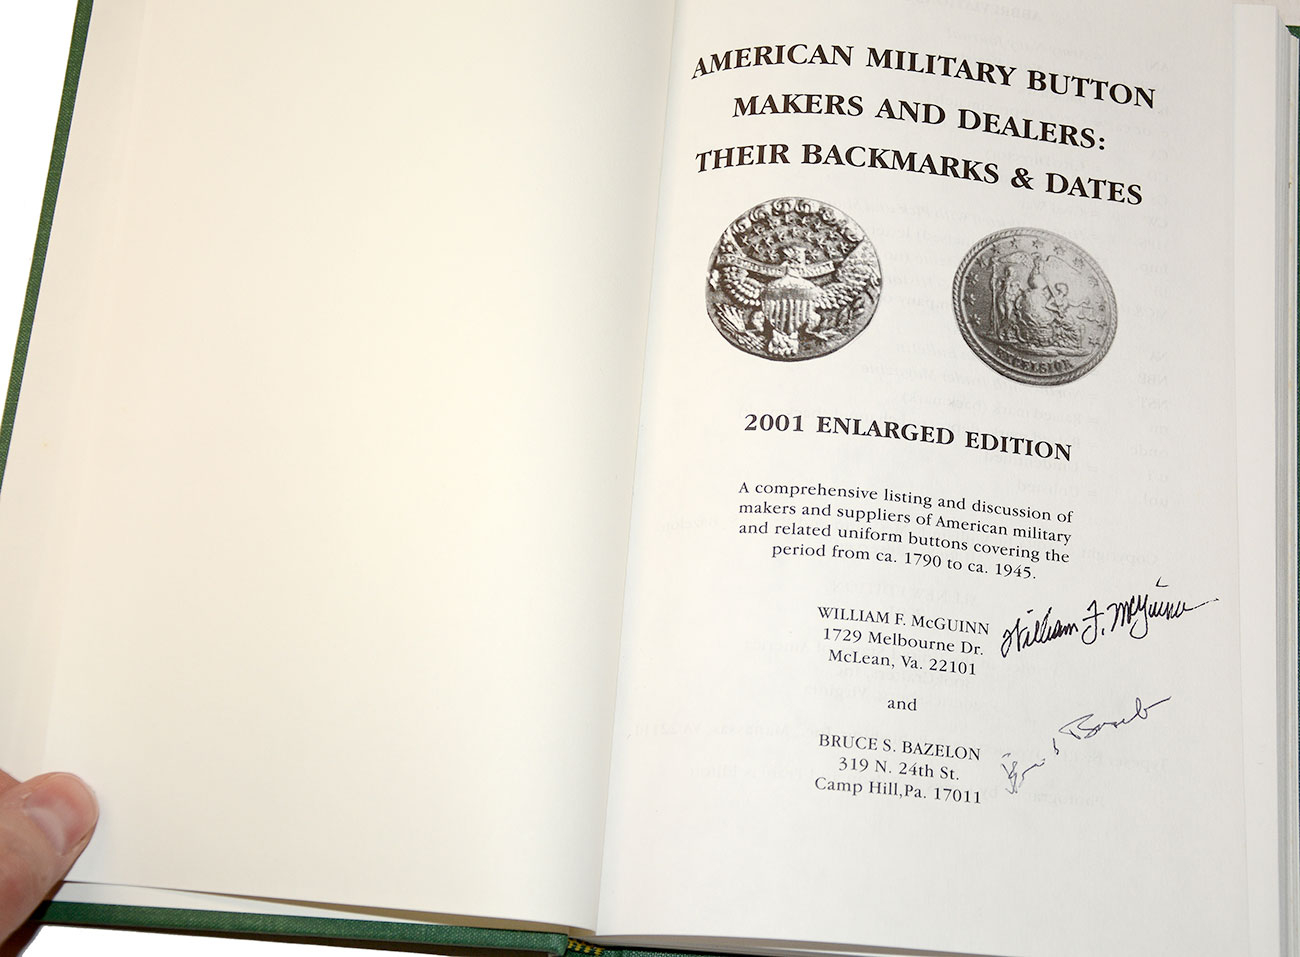 AMERICAN MILITARY BUTTON
MAKERS AND DEALERS:
THEIR BACKMARKS & DATES
EXCELSIOR
2001 ENLARGED EDITION
A comprehensive listing and discussion of
makers and suppliers of American military
and related uniform buttons covering the
period from ca. 1790 to ca. 1945.
WILLIAM F. McGUINN
1729 Melbourne Dr.
McLean, Va. 22101
William F. McGuinn
and
BRUCE S. BAZELON
319 N. 24th St.
Camp Hill,Pa. 17011